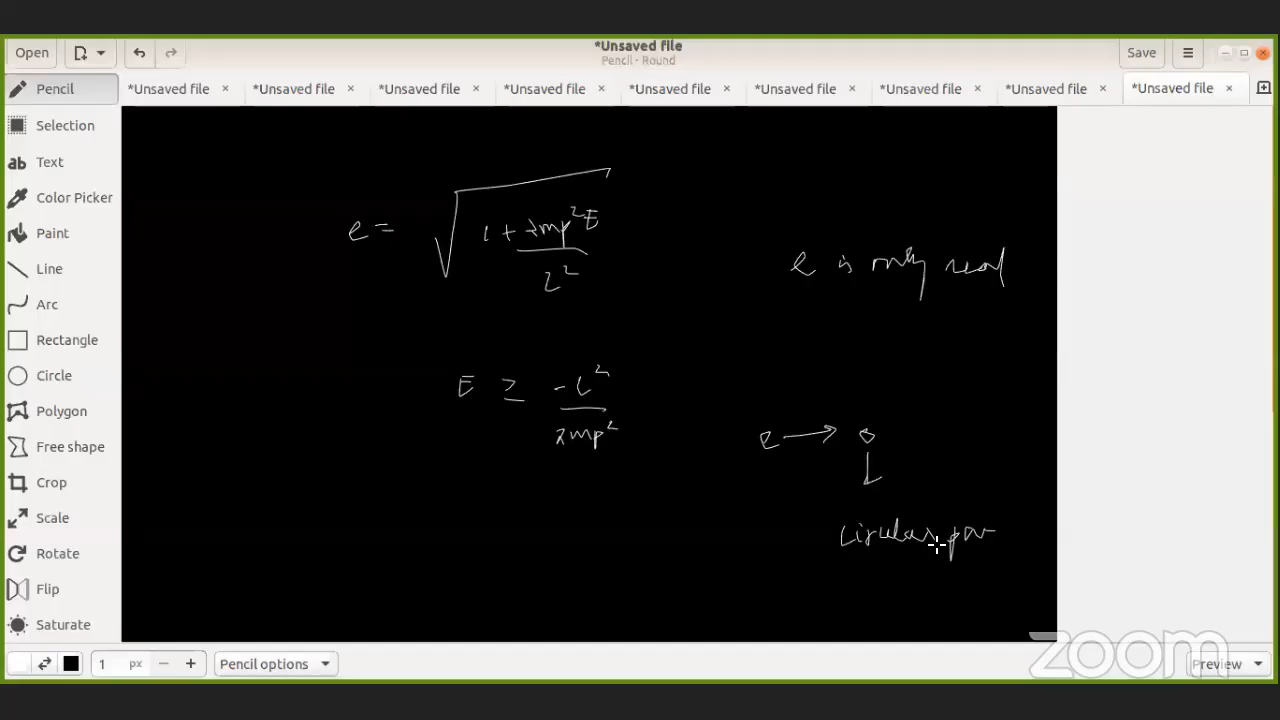 *Unsaved file
Open
Pencil - Round
Save
Pencil
*Unsaved file × *Unsaved file × *Unsaved file × *Unsaved file × *Unsaved file × *Unsaved file × *Unsaved file × *Unsaved file × *Unsaved file ×
Selection
Text
Color Picker
Paint
Line
Arc
Rectangle
Circle
Polygon
Free shape
Crop
Scale
Rotate
Flip
Saturate
e = √(1 + 2mp²E / L²)
e is only real
E ≥ -L² / 2mp²
e → 0
circular
1 px − +
Pencil options
Preview
zoom